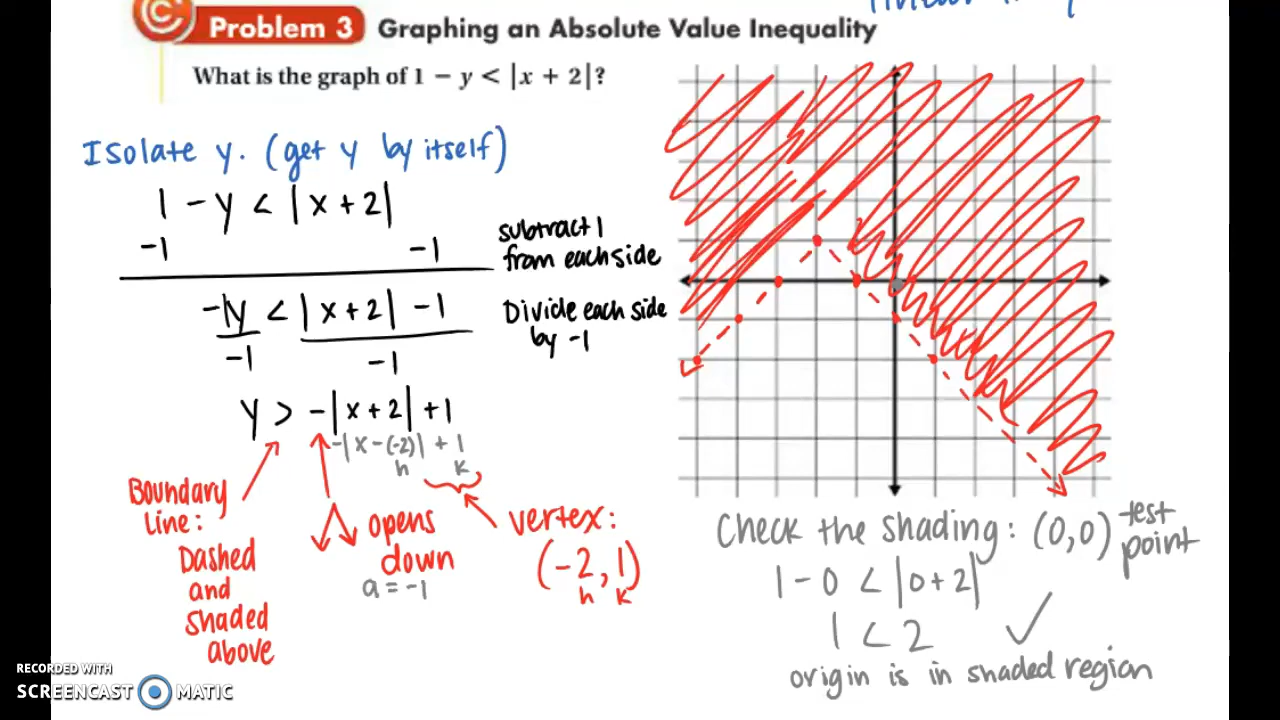 Problem 3 Graphing an Absolute Value Inequality
What is the graph of 1 − y < |x + 2|?
Isolate y. (get y by itself)
1 − y < |x + 2|
−1 −1
subtract 1
from each side
−1y < |x + 2| − 1
−1 −1
Divide each side
by −1
y > −|x + 2| + 1
−|x − (−2)| + 1
h k
Boundary
line:
Dashed
and
shaded
above
opens
down
a = −1
vertex:
(−2, 1)
h k
Check the shading: (0,0) test
point
1 − 0 < |0 + 2|
1 < 2 ✓
origin is in shaded region
RECORDED WITH
SCREENCAST MATIC